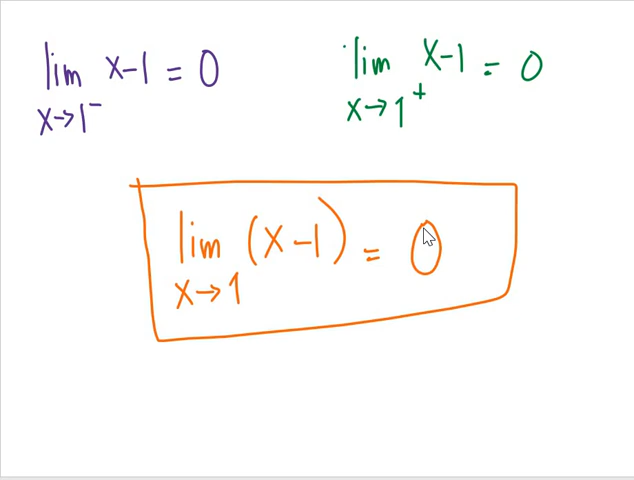 lim x-1 = 0
x→1⁻
lim x-1 = 0
x→1⁺
lim (x-1) = 0
x→1